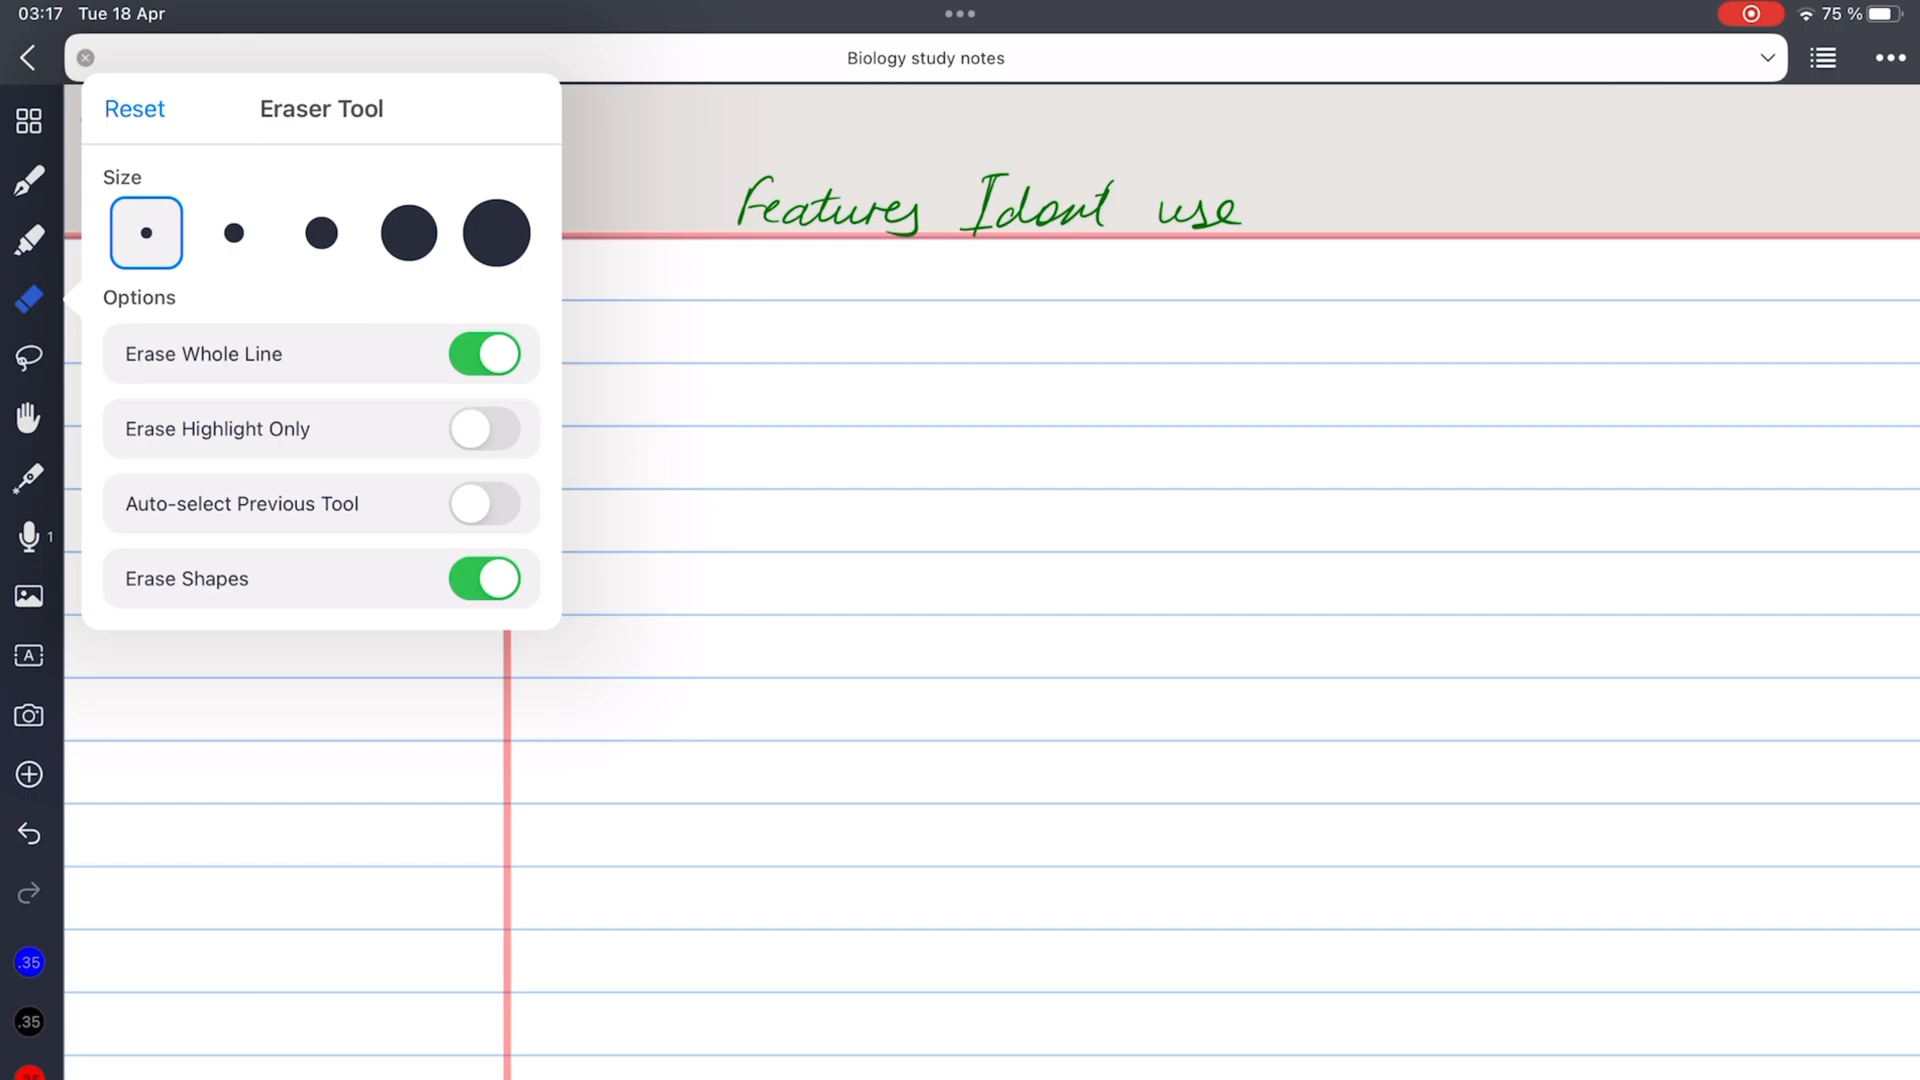 03:17 Tue 18 Apr
75 %
Biology study notes
Reset Eraser Tool
Size
Features I dont use
Options
Erase Whole Line
Erase Highlight Only
Auto-select Previous Tool
1
Erase Shapes
A
.35
.35